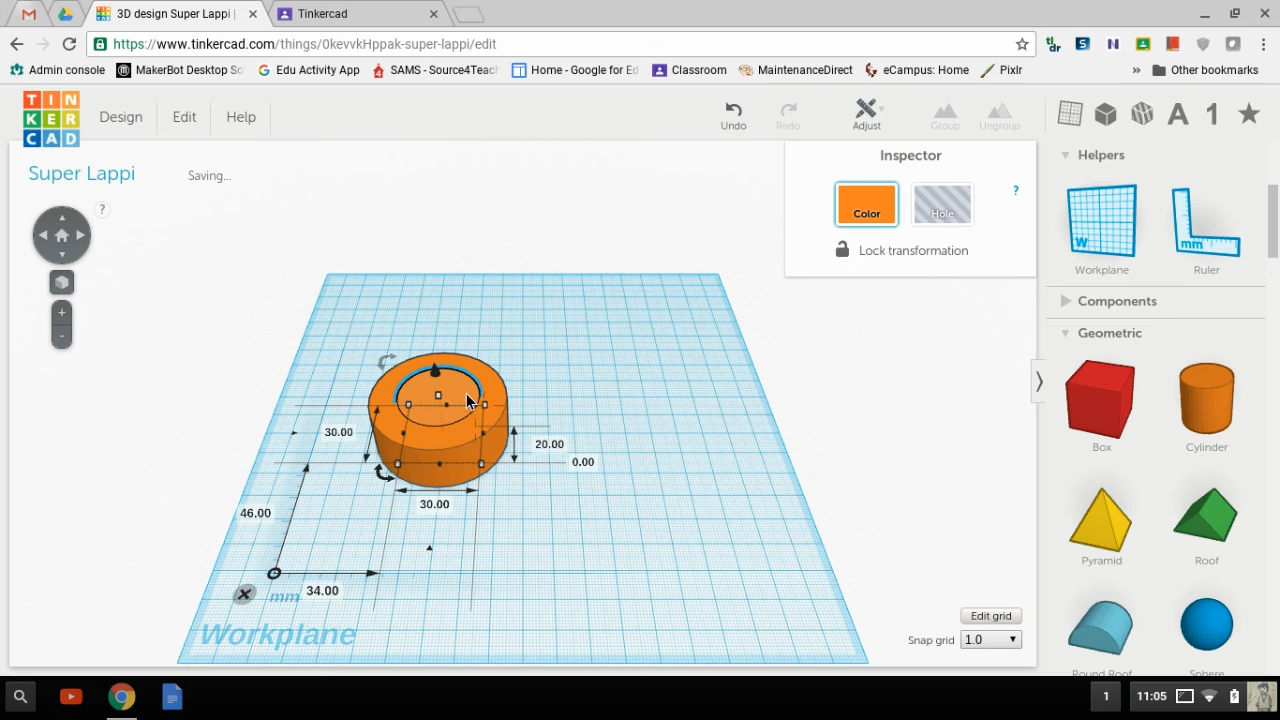 3D design Super Lappi |
Tinkercad
https://www.tinkercad.com/things/0kevvkHppak-super-lappi/edit
tl;dr
S
N
Admin console
MakerBot Desktop So
Edu Activity App
SAMS - Source4Teac
Home - Google for Ed
Classroom
MaintenanceDirect
eCampus: Home
Pixlr
»
Other bookmarks
TIN
KER
CAD
Design
Edit
Help
Undo
Redo
Adjust
Group
Ungroup
A
1
Super Lappi
Saving...
?
+
-
Inspector
Color
Hole
?
Lock transformation
Helpers
W
mm
Workplane
Ruler
Components
Geometric
Box
Cylinder
Pyramid
Roof
Round Roof
Sphere
30.00
20.00
0.00
30.00
46.00
34.00
mm
Workplane
Edit grid
Snap grid
1.0
1
11:05